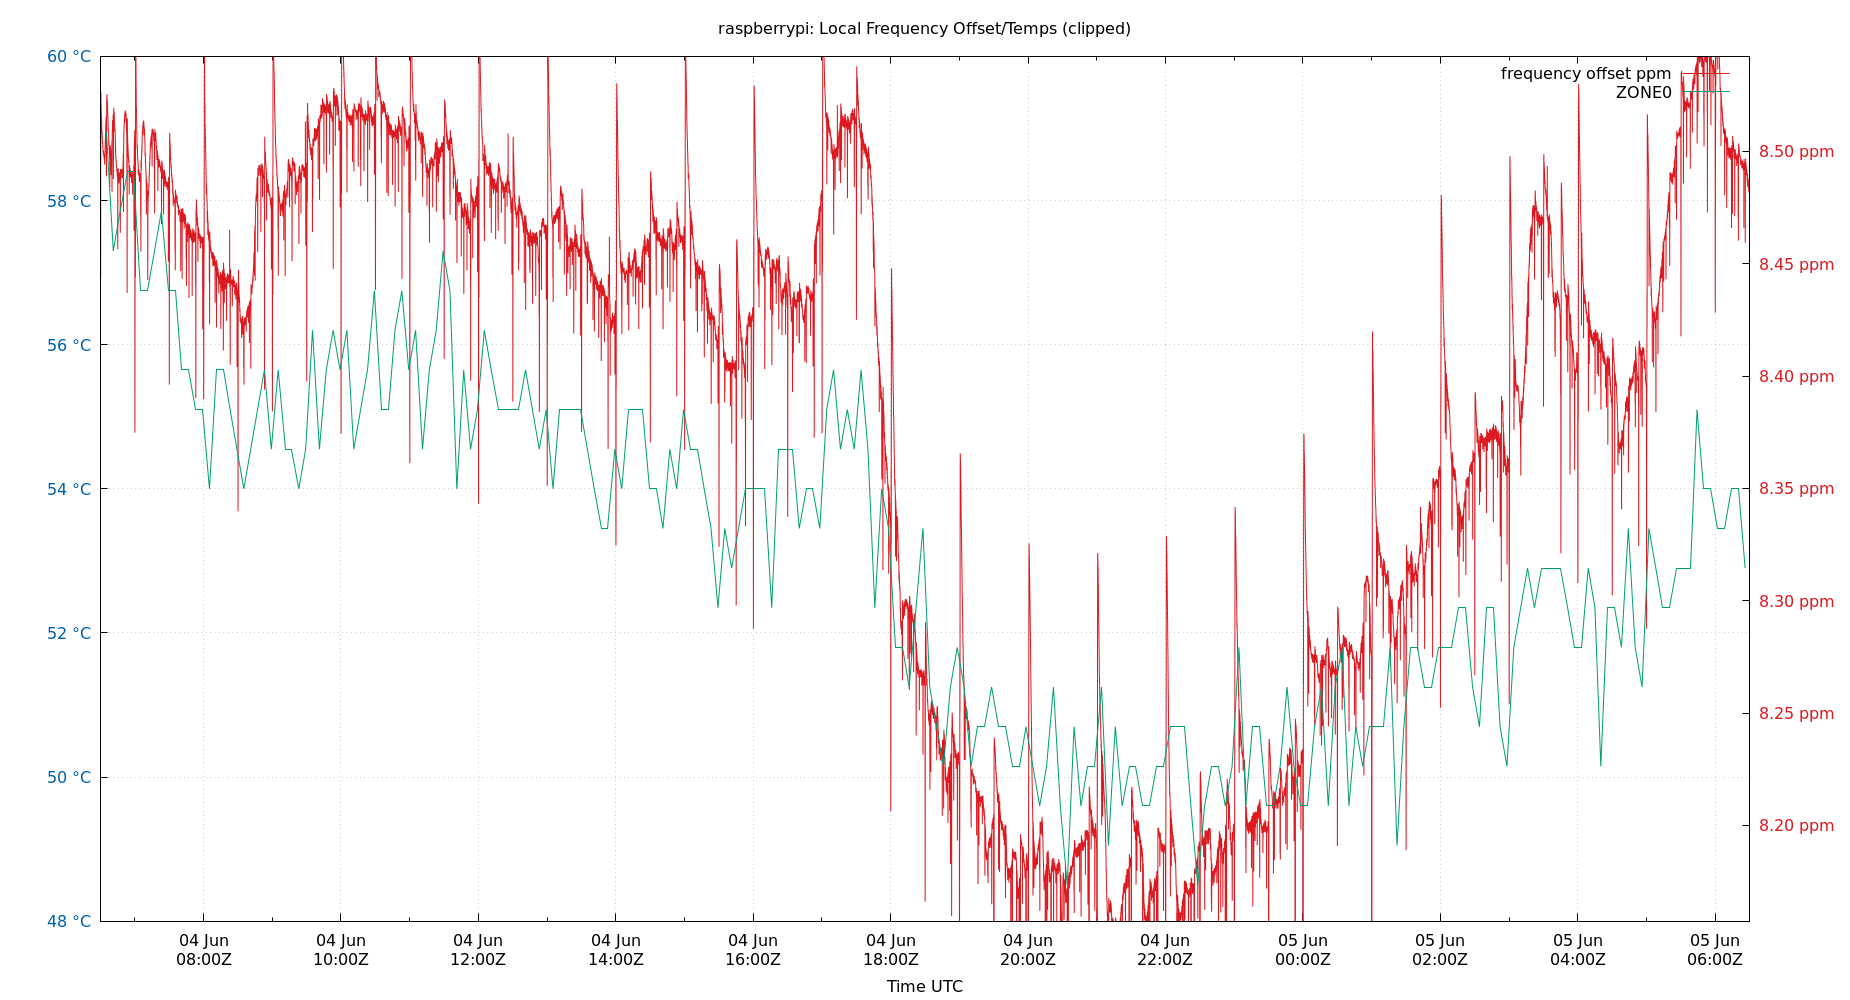 raspberrypi: Local Frequency Offset/Temps (clipped)
60 °C
58 °C
56 °C
54 °C
52 °C
50 °C
48 °C
frequency offset ppm
ZONE0
8.50 ppm
8.45 ppm
8.40 ppm
8.35 ppm
8.30 ppm
8.25 ppm
8.20 ppm
04 Jun 04 Jun 04 Jun 04 Jun 04 Jun 04 Jun 04 Jun 04 Jun 05 Jun 05 Jun 05 Jun 05 Jun
08:00Z 10:00Z 12:00Z 14:00Z 16:00Z 18:00Z 20:00Z 22:00Z 00:00Z 02:00Z 04:00Z 06:00Z
Time UTC